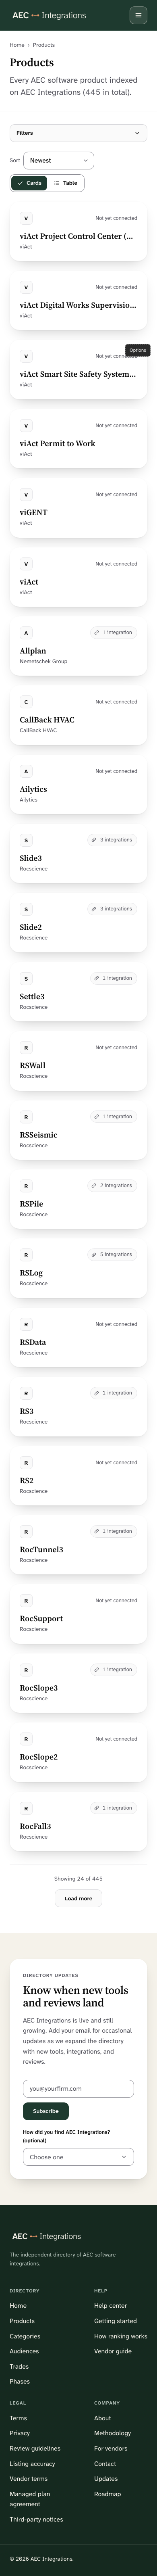 AEC ↔ Integrations
Home › Products
Products
Every AEC software product indexed
on AEC Integrations (445 in total).
Filters
Sort Newest
Cards Table
V Not yet connected
viAct Project Control Center (...
viAct
V Not yet connected
viAct Digital Works Supervisio...
viAct
Options
V Not yet connected
viAct Smart Site Safety System...
viAct
V Not yet connected
viAct Permit to Work
viAct
V Not yet connected
viGENT
viAct
V Not yet connected
viAct
viAct
A 1 Integration
Allplan
Nemetschek Group
C Not yet connected
CallBack HVAC
CallBack HVAC
A Not yet connected
Ailytics
Ailytics
S 3 Integrations
Slide3
Rocscience
S 3 Integrations
Slide2
Rocscience
S 1 Integration
Settle3
Rocscience
R Not yet connected
RSWall
Rocscience
R 1 Integration
RSSeismic
Rocscience
R 2 Integrations
RSPile
Rocscience
R 5 Integrations
RSLog
Rocscience
R Not yet connected
RSData
Rocscience
R 1 Integration
RS3
Rocscience
R Not yet connected
RS2
Rocscience
R 1 Integration
RocTunnel3
Rocscience
R Not yet connected
RocSupport
Rocscience
R 1 Integration
RocSlope3
Rocscience
R Not yet connected
RocSlope2
Rocscience
R 1 Integration
RocFall3
Rocscience
Showing 24 of 445
Load more
DIRECTORY UPDATES
Know when new tools
and reviews land
AEC Integrations is live and still
growing. Add your email for occasional
updates as we expand the directory
with new tools, integrations, and
reviews.
you@yourfirm.com
Subscribe
How did you find AEC Integrations?
(optional)
Choose one
AEC ↔ Integrations
The independent directory of AEC software
integrations.
DIRECTORY
Home
Products
Categories
Audiences
Trades
Phases
HELP
Help center
Getting started
How ranking works
Vendor guide
LEGAL
Terms
Privacy
Review guidelines
Listing accuracy
Vendor terms
Managed plan
agreement
Third-party notices
COMPANY
About
Methodology
For vendors
Contact
Updates
Roadmap
© 2026 AEC Integrations.